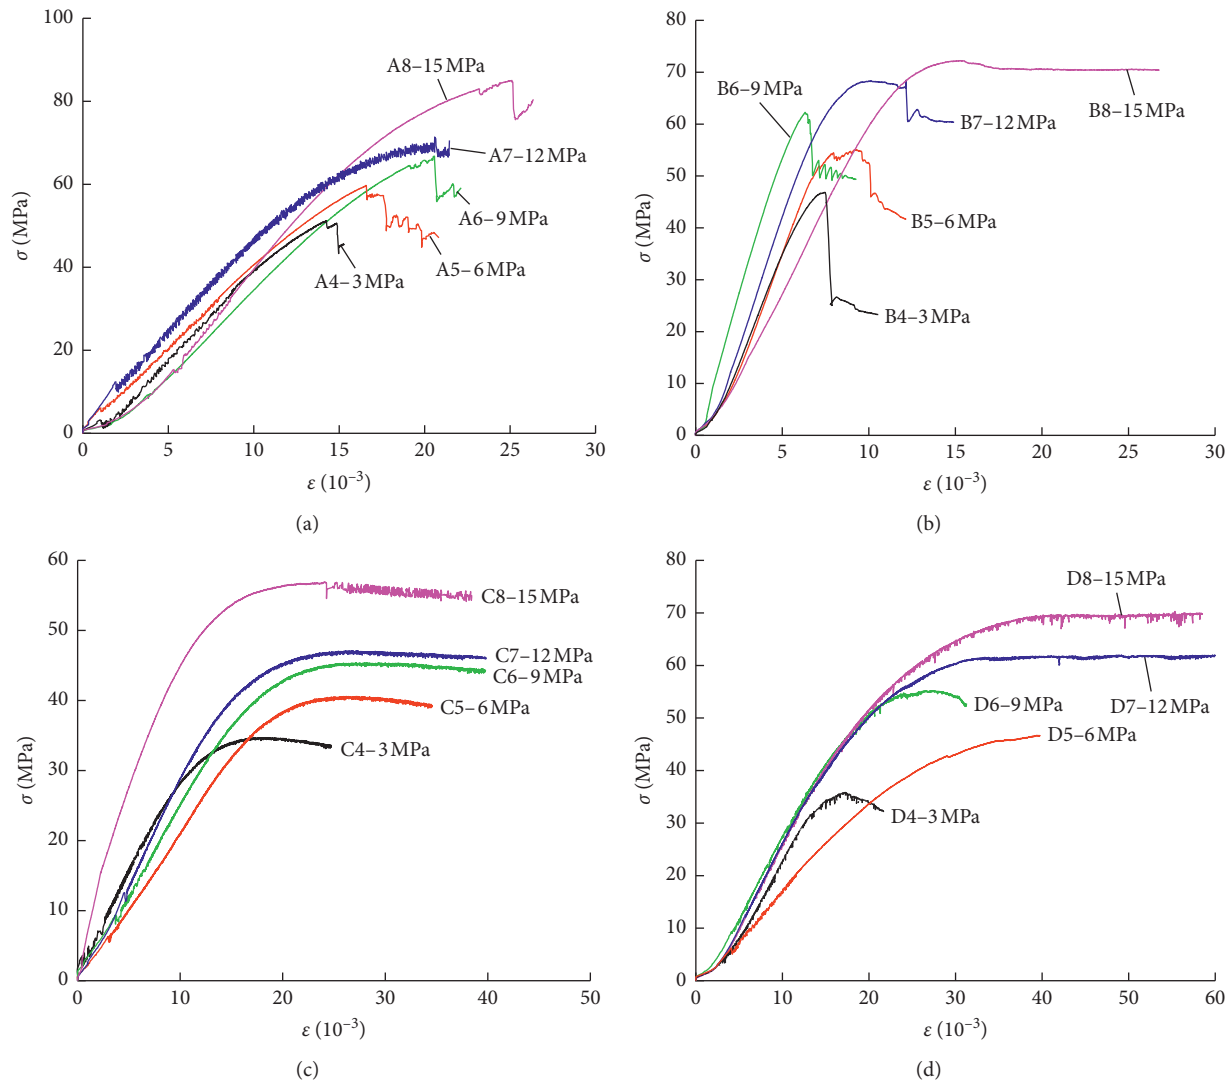 100
80
60
40
20
0
σ (MPa)
A8–15 MPa
A7–12 MPa
A6–9 MPa
A5–6 MPa
A4–3 MPa
0 5 10 15 20 25 30
ε (10⁻³)
(a)
80
70
60
50
40
30
20
10
0
σ (MPa)
B6–9 MPa
B8–15 MPa
B7–12 MPa
B5–6 MPa
B4–3 MPa
0 5 10 15 20 25 30
ε (10⁻³)
(b)
60
50
40
30
20
10
0
σ (MPa)
C8–15 MPa
C7–12 MPa
C6–9 MPa
C5–6 MPa
C4–3 MPa
0 10 20 30 40 50
ε (10⁻³)
(c)
80
70
60
50
40
30
20
10
0
σ (MPa)
D8–15 MPa
D6–9 MPa
D7–12 MPa
D5–6 MPa
D4–3 MPa
0 10 20 30 40 50 60
ε (10⁻³)
(d)